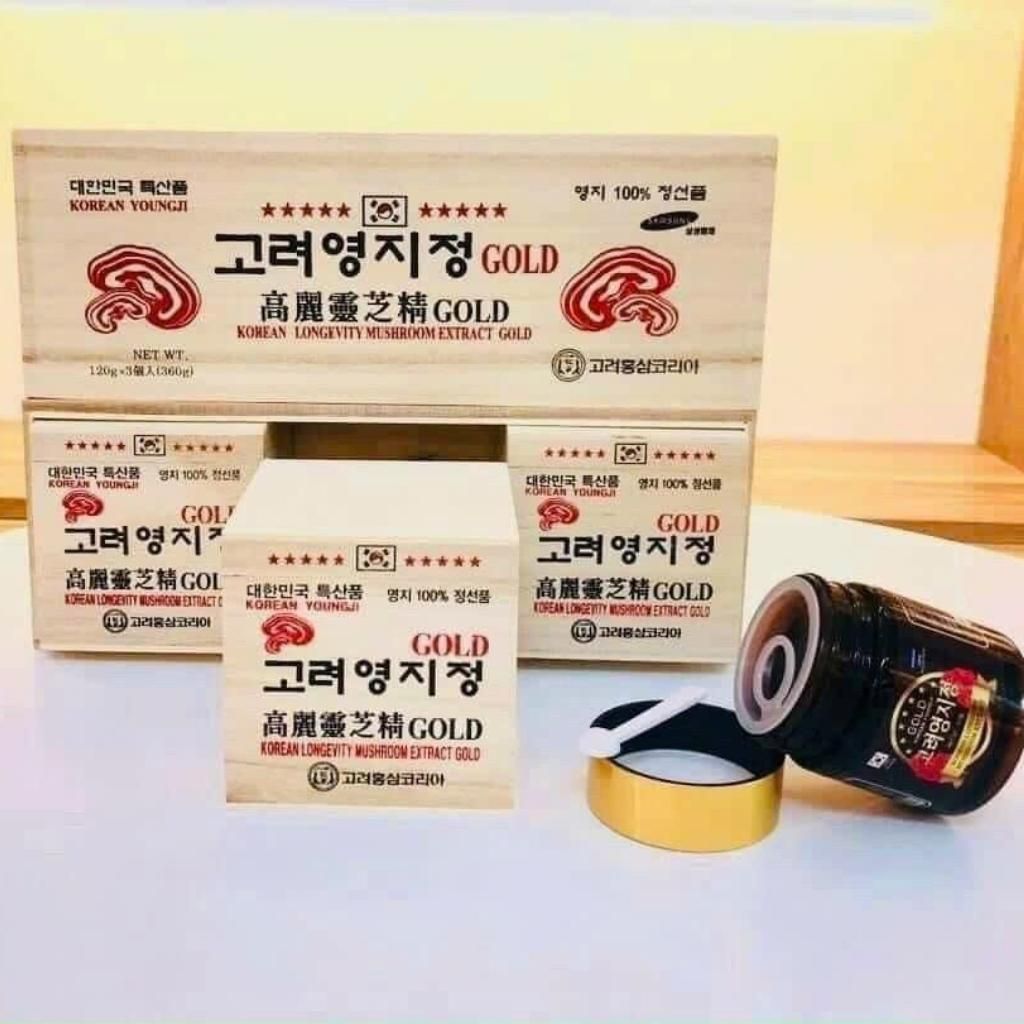 대한민국 특산품
KOREAN YOUNGJI
영지 100% 정선품
SAMSUNG
고려영지정 GOLD
高麗靈芝精 GOLD
KOREAN LONGEVITY MUSHROOM EXTRACT GOLD
NET WT.
120g×3個入(360g)
고려홍삼코리아
대한민국 특산품
영지 100% 정선품
KOREAN YOUNGJI
GOL
고려영지정
高麗靈芝精 GOL
KOREAN LONGEVITY MUSHROOM EXTRACT G
고려홍삼코리아
대한민국 특산품
영지 100% 정선품
KOREAN YOUNGJI
GOLD
고려영지정
高麗靈芝精 GOLD
KOREAN LONGEVITY MUSHROOM EXTRACT GOLD
고려홍삼코리아
대한민국 특산품
영지 100% 정선품
KOREAN YOUNGJI
GOLD
고려영지정
高麗靈芝精 GOLD
KOREAN LONGEVITY MUSHROOM EXTRACT GOLD
고려홍삼코리아
GOLD
고려영지정